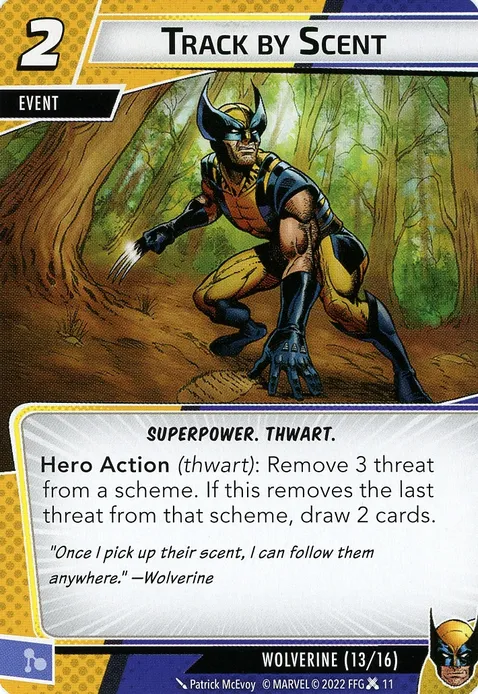 2
TRACK BY SCENT
EVENT
SUPERPOWER. THWART.
Hero Action (thwart): Remove 3 threat
from a scheme. If this removes the last
threat from that scheme, draw 2 cards.
"Once I pick up their scent, I can follow them
anywhere." —Wolverine
WOLVERINE (13/16)
Patrick McEvoy © MARVEL © 2022 FFG 11